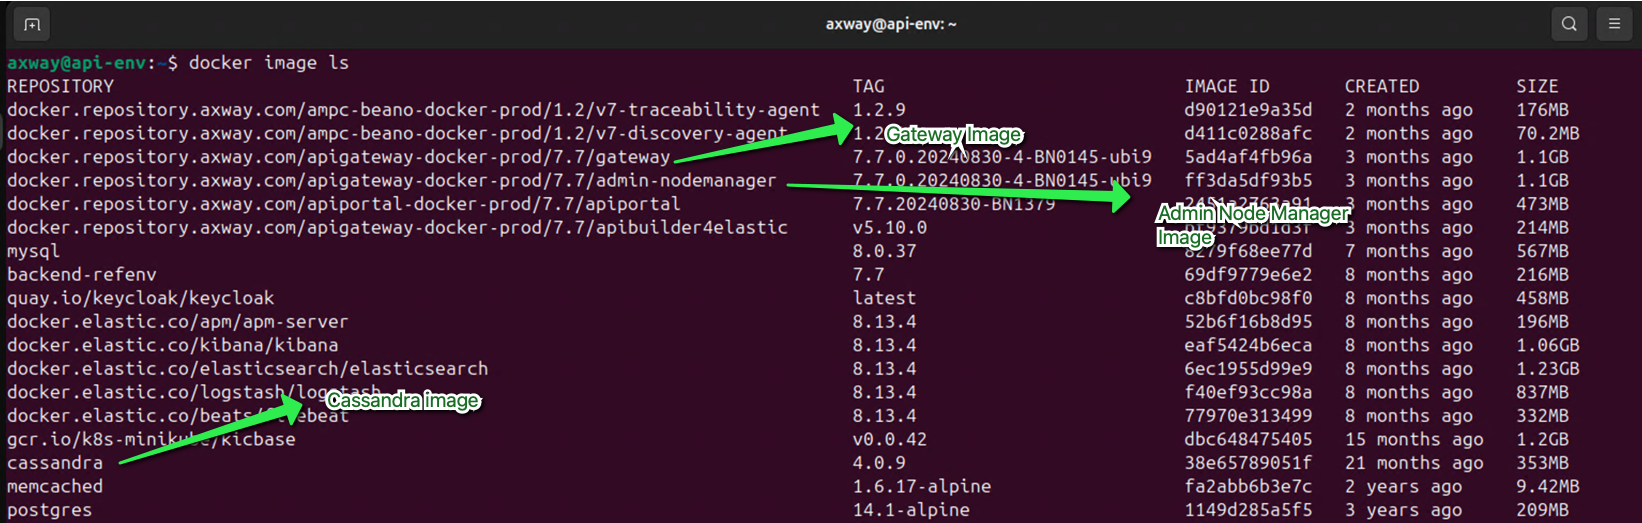 axway@api-env: ~
axway@api-env:~$ docker image ls
REPOSITORY TAG IMAGE ID CREATED SIZE
docker.repository.axway.com/ampc-beano-docker-prod/1.2/v7-traceability-agent 1.2.9 d90121e9a35d 2 months ago 176MB
docker.repository.axway.com/ampc-beano-docker-prod/1.2/v7-discovery-agent d411c0288afc 2 months ago 70.2MB
Gateway Image
docker.repository.axway.com/apigateway-docker-prod/7.7/gateway 7.7.0.20240830-4-BN0145-ubi9 5ad4af4fb96a 3 months ago 1.1GB
docker.repository.axway.com/apigateway-docker-prod/7.7/admin-nodemanager 7.7.0.20240830-4-BN0145-ubi9 ff3da5df93b5 3 months ago 1.1GB
docker.repository.axway.com/apiportal-docker-prod/7.7/apiportal 7.7.20240830-BN1379 3 months ago 473MB
Admin Node Manager
Image
docker.repository.axway.com/apigateway-docker-prod/7.7/apibuilder4elastic v5.10.0 3 months ago 214MB
mysql 8.0.37 8279f68ee77d 7 months ago 567MB
backend-refenv 7.7 69df9779e6e2 8 months ago 216MB
quay.io/keycloak/keycloak latest c8bfd0bc98f0 8 months ago 458MB
docker.elastic.co/apm/apm-server 8.13.4 52b6f16b8d95 8 months ago 196MB
docker.elastic.co/kibana/kibana 8.13.4 eaf5424b6eca 8 months ago 1.06GB
docker.elastic.co/elasticsearch/elasticsearch 8.13.4 6ec1955d99e9 8 months ago 1.23GB
docker.elastic.co/logstash/logstash 8.13.4 f40ef93cc98a 8 months ago 837MB
Cassandra image
docker.elastic.co/beats/filebeat 8.13.4 77970e313499 8 months ago 332MB
gcr.io/k8s-minikube/kicbase v0.0.42 dbc648475405 15 months ago 1.2GB
cassandra 4.0.9 38e65789051f 21 months ago 353MB
memcached 1.6.17-alpine fa2abb6b3e7c 2 years ago 9.42MB
postgres 14.1-alpine 1149d285a5f5 3 years ago 209MB